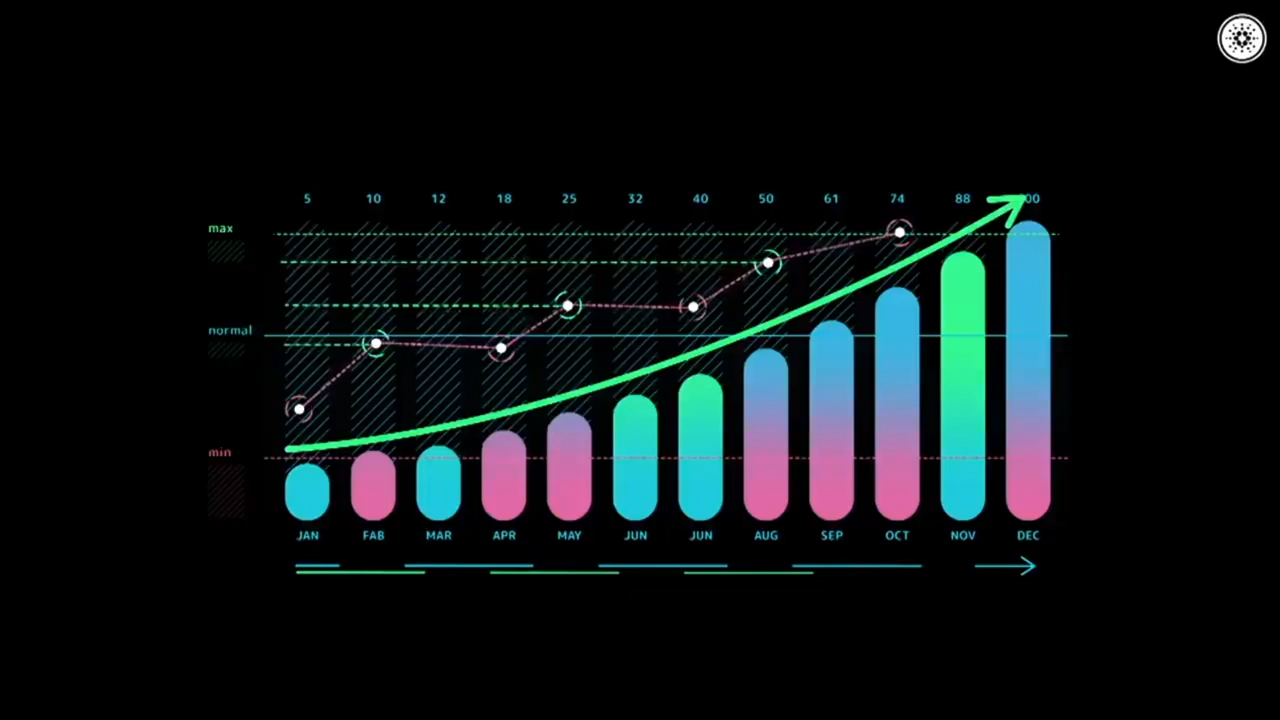 5 10 12 18 25 32 40 50 61 74 88 00
max
normal
min
JAN FAB MAR APR MAY JUN JUN AUG SEP OCT NOV DEC